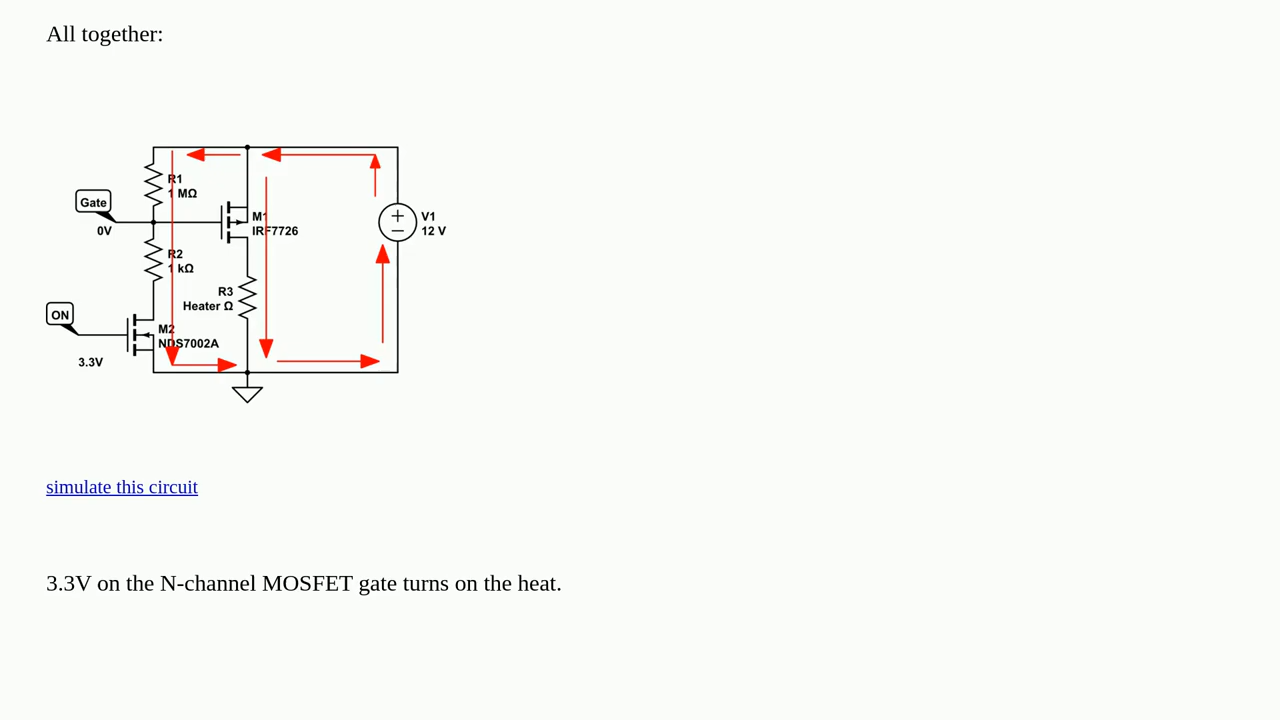 All together:
R1
1 MΩ
Gate
0V
M1
IRF7726
V1
12 V
R2
1 kΩ
R3
Heater Ω
ON
M2
NDS7002A
3.3V
simulate this circuit
3.3V on the N-channel MOSFET gate turns on the heat.